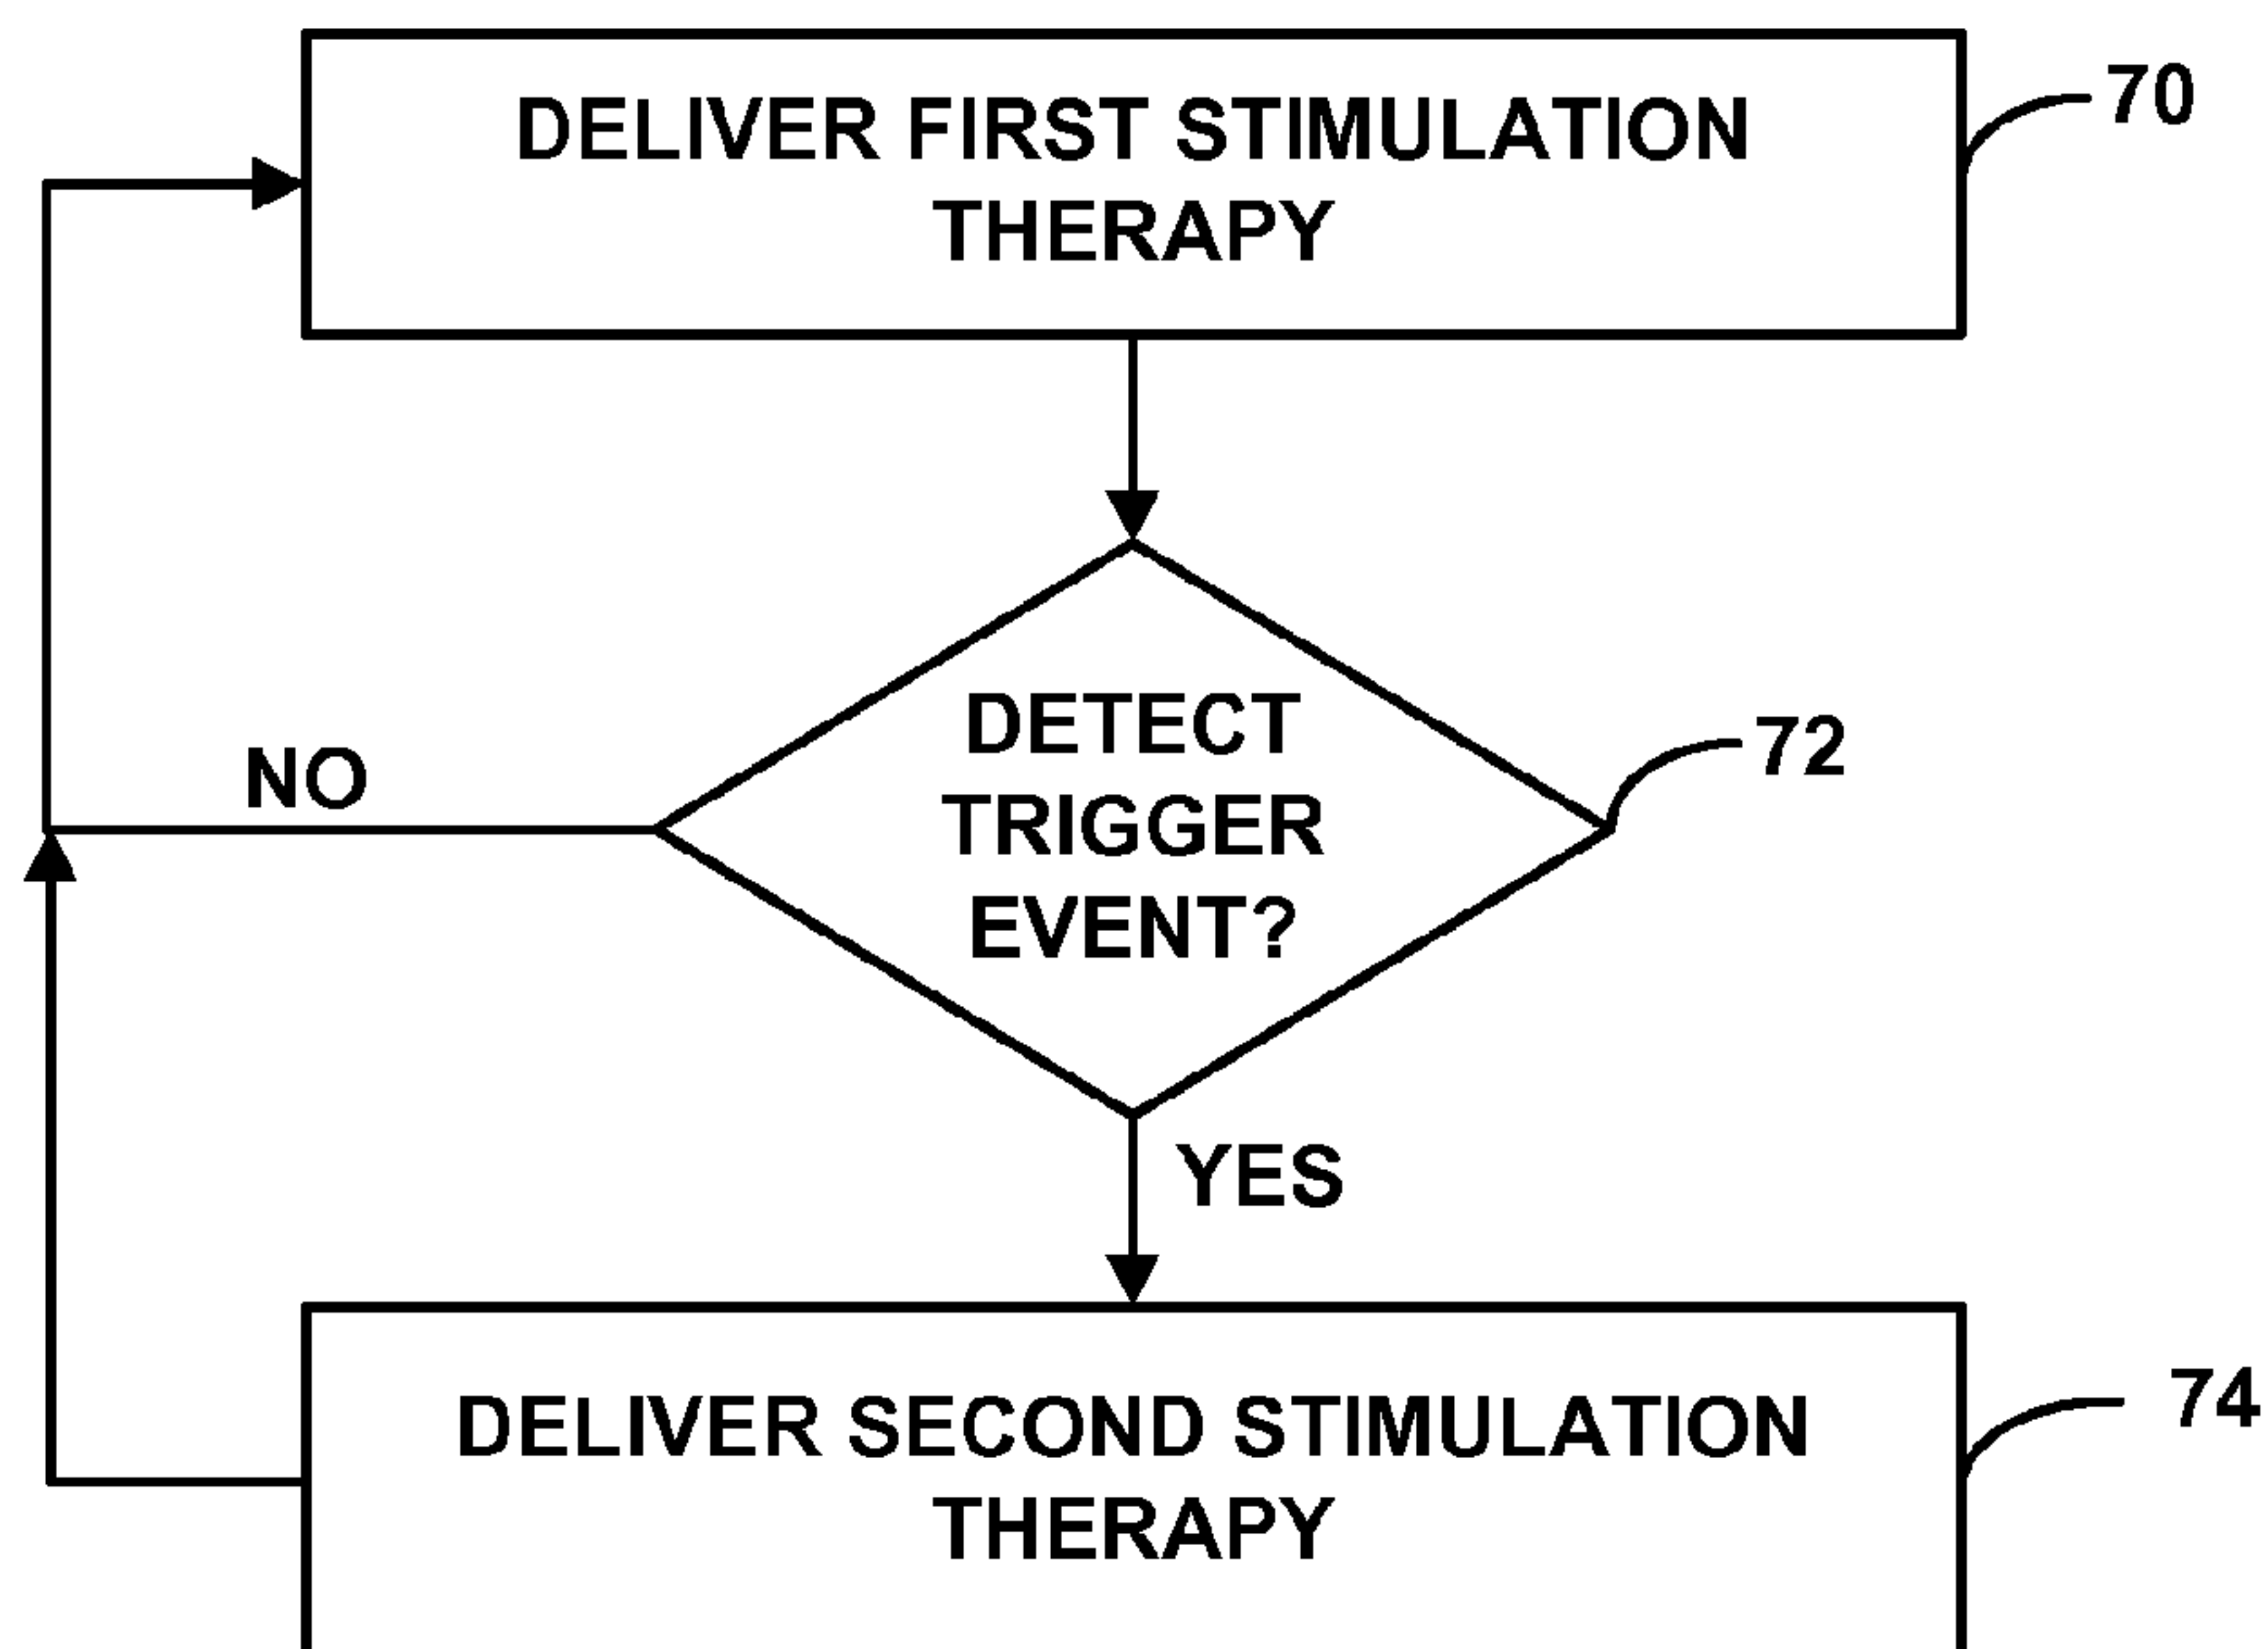 DELIVER FIRST STIMULATION
THERAPY
70
DETECT
TRIGGER
EVENT?
72
NO
YES
DELIVER SECOND STIMULATION
THERAPY
74